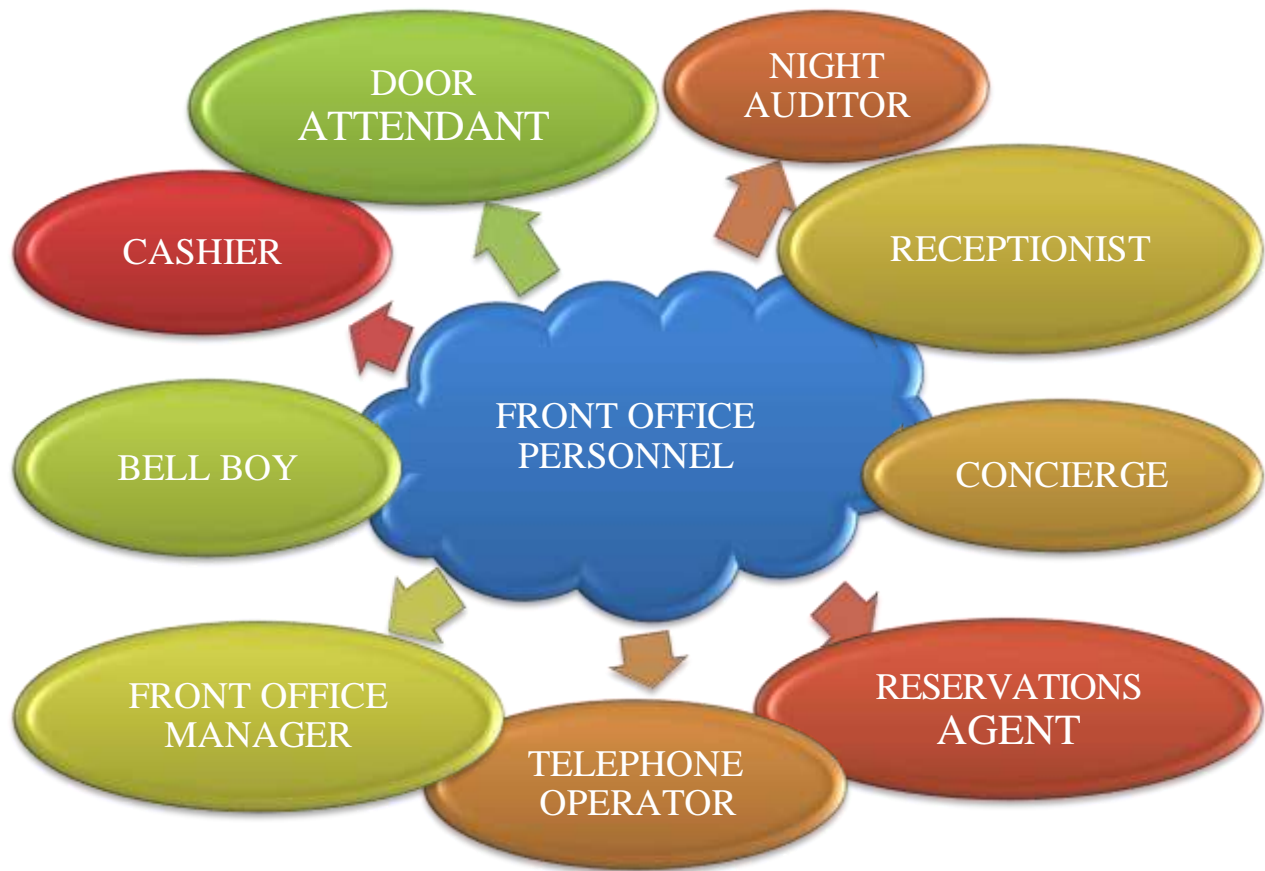 DOOR
ATTENDANT
NIGHT
AUDITOR
CASHIER
RECEPTIONIST
FRONT OFFICE
PERSONNEL
BELL BOY
CONCIERGE
FRONT OFFICE
MANAGER
TELEPHONE
OPERATOR
RESERVATIONS
AGENT